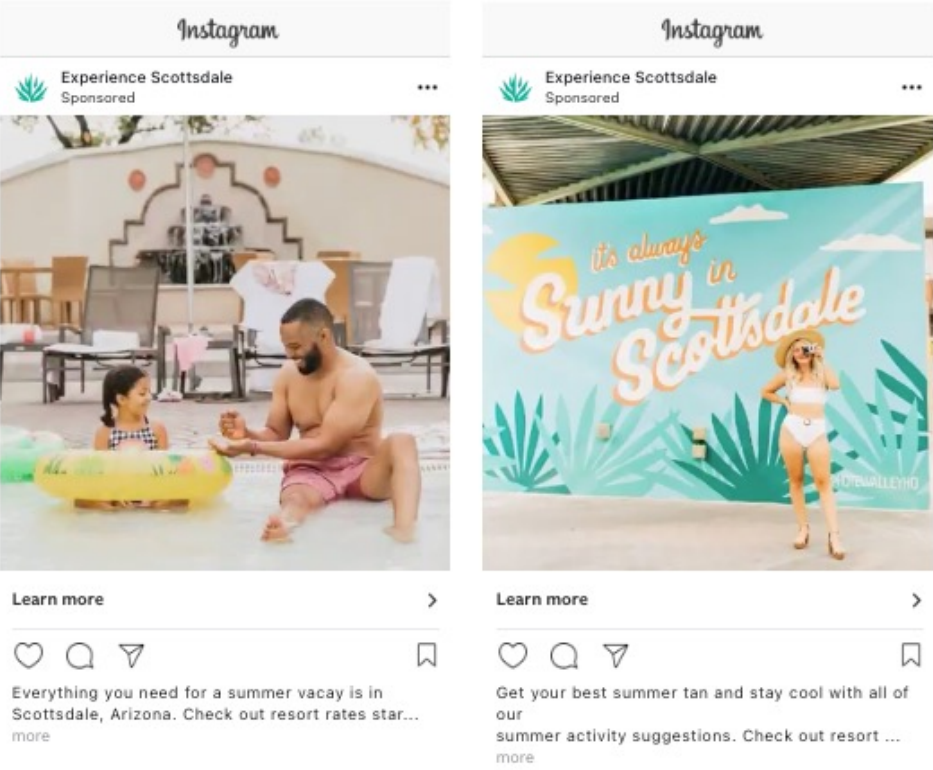 Instagram
Experience Scottsdale
Sponsored
Learn more
Everything you need for a summer vacay is in
Scottsdale, Arizona. Check out resort rates star...
more
Instagram
Experience Scottsdale
Sponsored
it's always
Sunny in
Scottsdale
Learn more
Get your best summer tan and stay cool with all of
our
summer activity suggestions. Check out resort ...
more